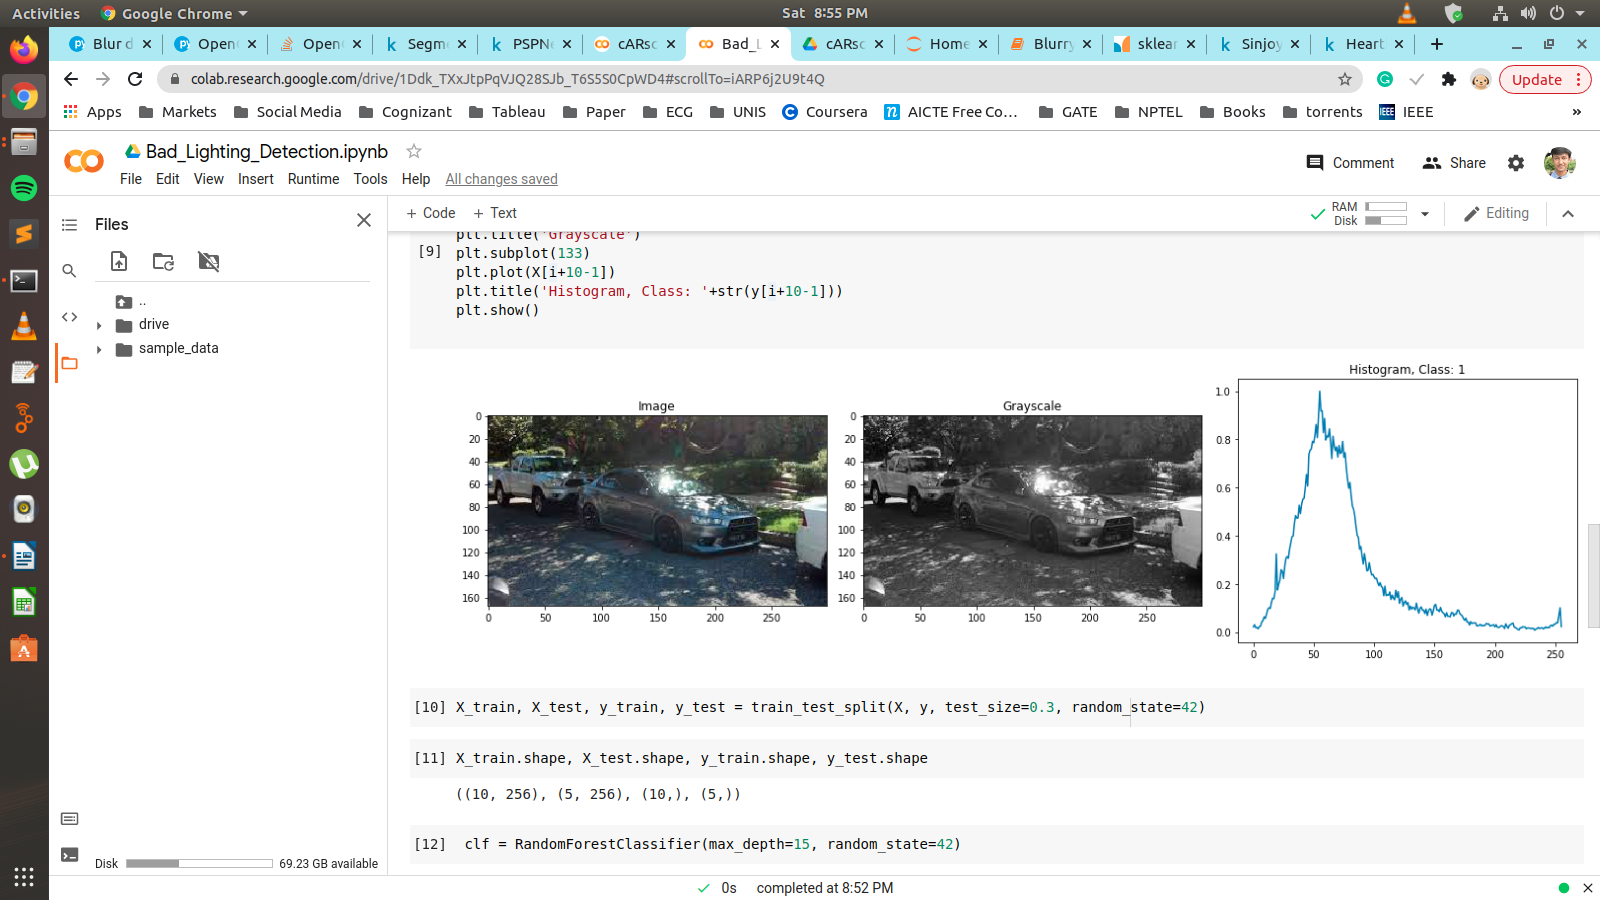 Activities Google Chrome Sat 8:55 PM
Blur d OpenC OpenC Segme PSPNe cARsc Bad_L cARsc Home Blurry sklear Sinjoy Heart
colab.research.google.com/drive/1Ddk_TXxJtpPqVJQ28SJb_T6S5S0CpWD4#scrollTo=iARP6j2U9t4Q Update
Apps Markets Social Media Cognizant Tableau Paper ECG UNIS Coursera AICTE Free Co... GATE NPTEL Books torrents IEEE »
Bad_Lighting_Detection.ipynb
Comment Share
File Edit View Insert Runtime Tools Help All changes saved
Files
+ Code + Text
RAM
Disk
Editing
..
drive
sample_data
plt.title('Grayscale')
[9] plt.subplot(133)
plt.plot(X[i+10-1])
plt.title('Histogram, Class: '+str(y[i+10-1]))
plt.show()
Image
0
20
40
60
80
100
120
140
160
0 50 100 150 200 250
Grayscale
0
20
40
60
80
100
120
140
160
0 50 100 150 200 250
Histogram, Class: 1
1.0
0.8
0.6
0.4
0.2
0.0
0 50 100 150 200 250
[10] X_train, X_test, y_train, y_test = train_test_split(X, y, test_size=0.3, random_state=42)
[11] X_train.shape, X_test.shape, y_train.shape, y_test.shape
((10, 256), (5, 256), (10,), (5,))
[12] clf = RandomForestClassifier(max_depth=15, random_state=42)
Disk 69.23 GB available
0s completed at 8:52 PM